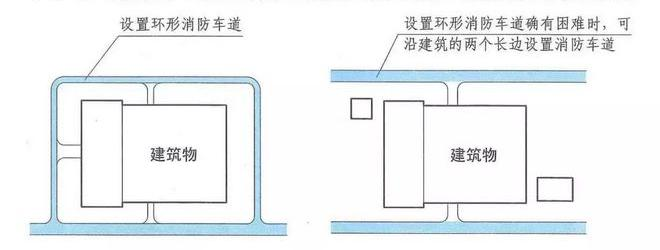 设置环形消防车道
设置环形消防车道确有困难时，可
沿建筑的两个长边设置消防车道
建筑物
建筑物